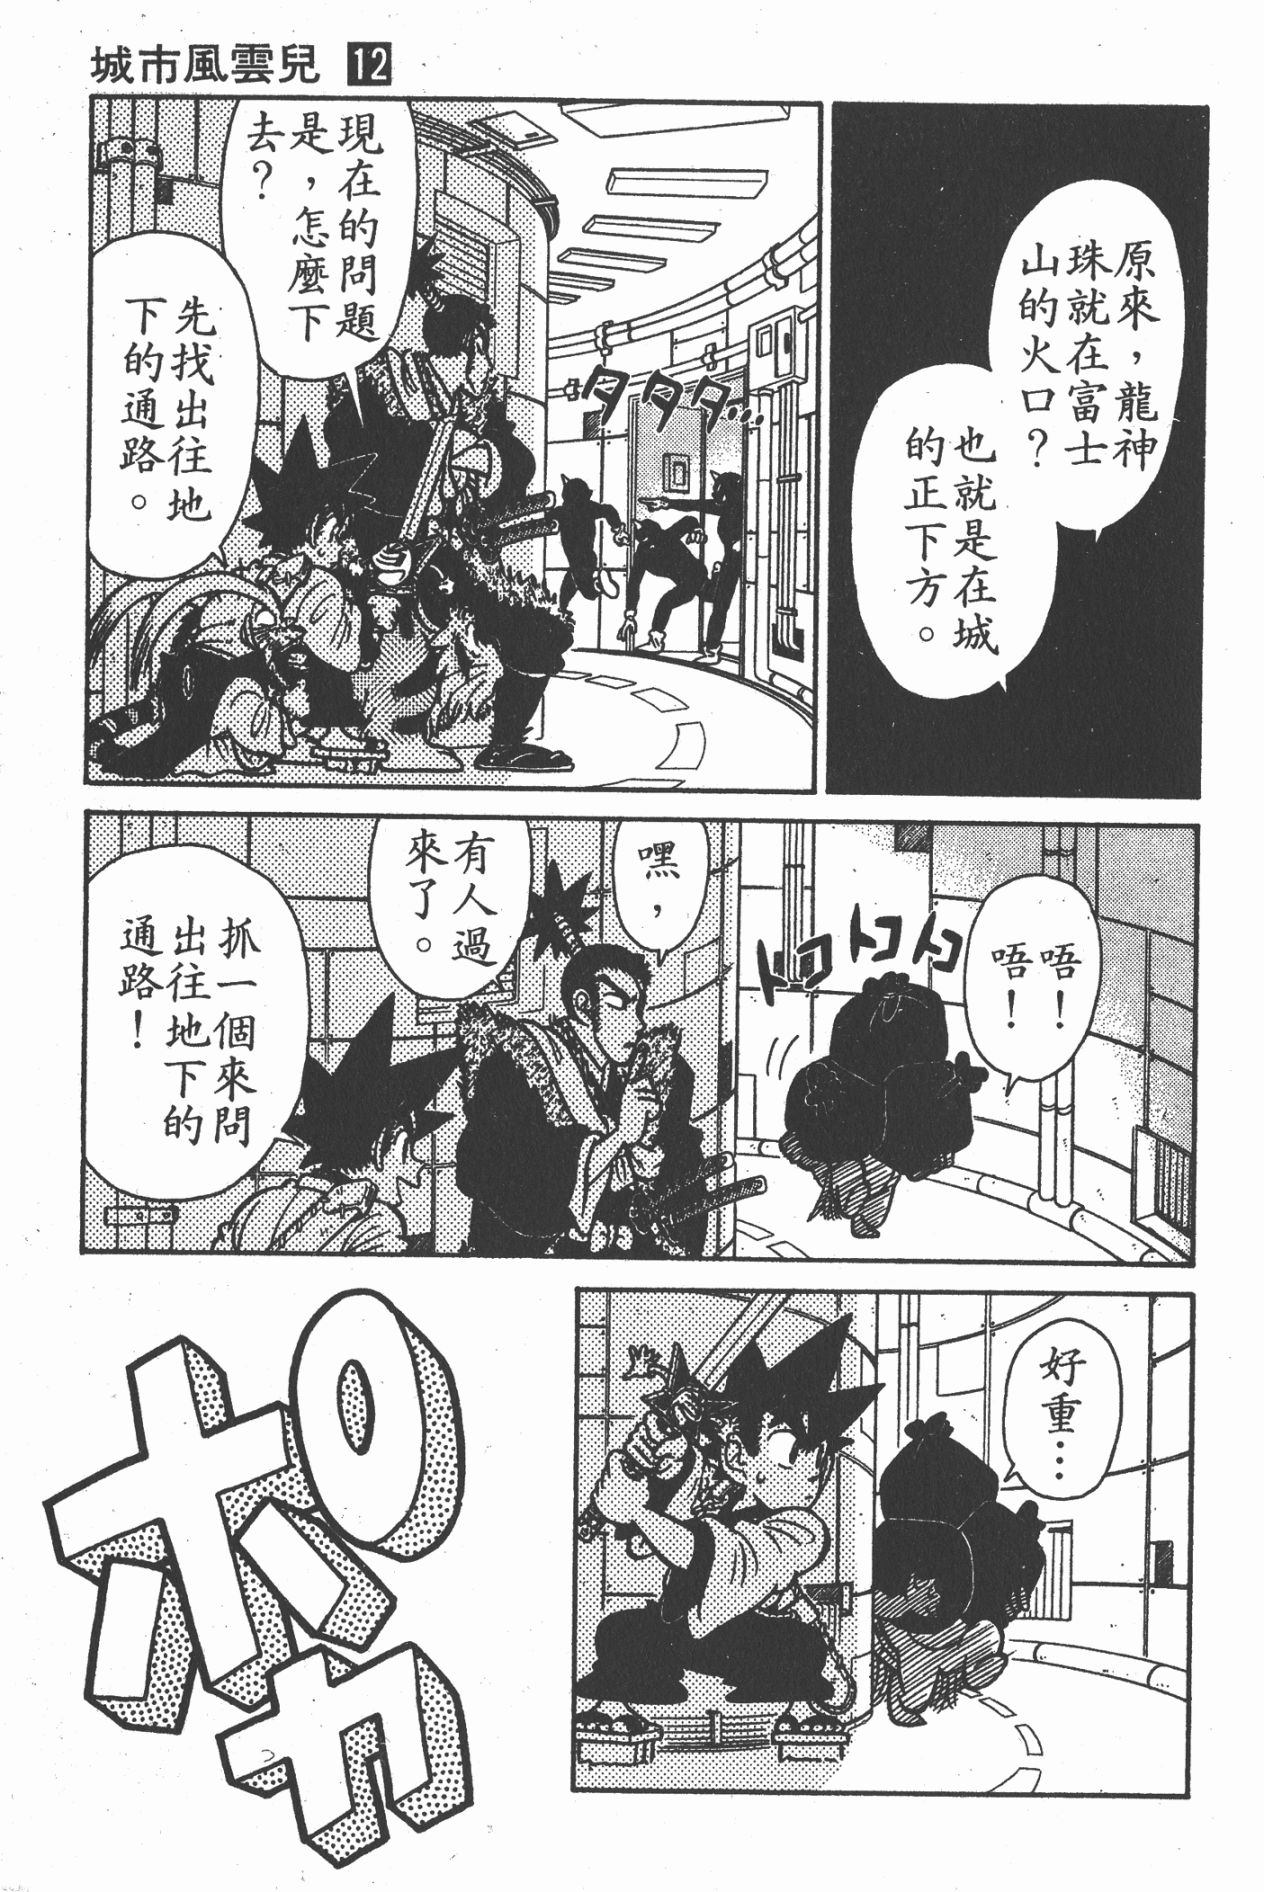 城市風雲兒 12
原來，龍神
珠就在富士
山的火口？
也就是在城
的正下方。
現在的問題
是，怎麼下
去？
先找出往地
下的通路。
タタタ…
唔！
唔！
トコトコト
嘿，
有人過
來了。
抓一個來問
出往地下的
通路！
好重…
ポカ